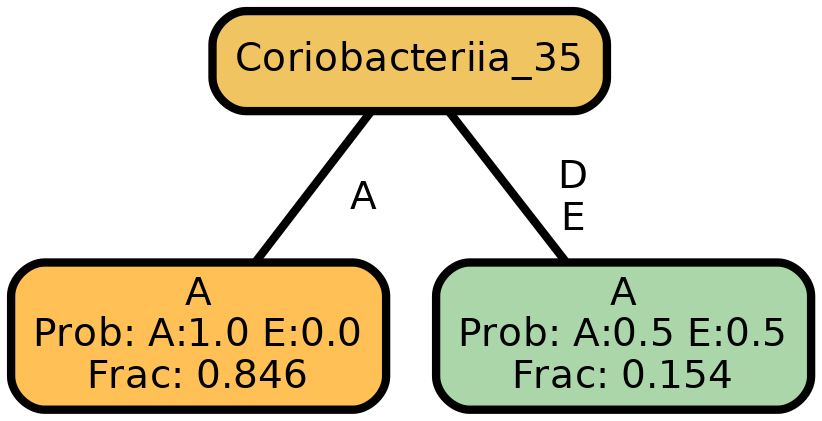 Coriobacteriia_35
A
D
E
A
Prob: A:1.0 E:0.0
Frac: 0.846
A
Prob: A:0.5 E:0.5
Frac: 0.154